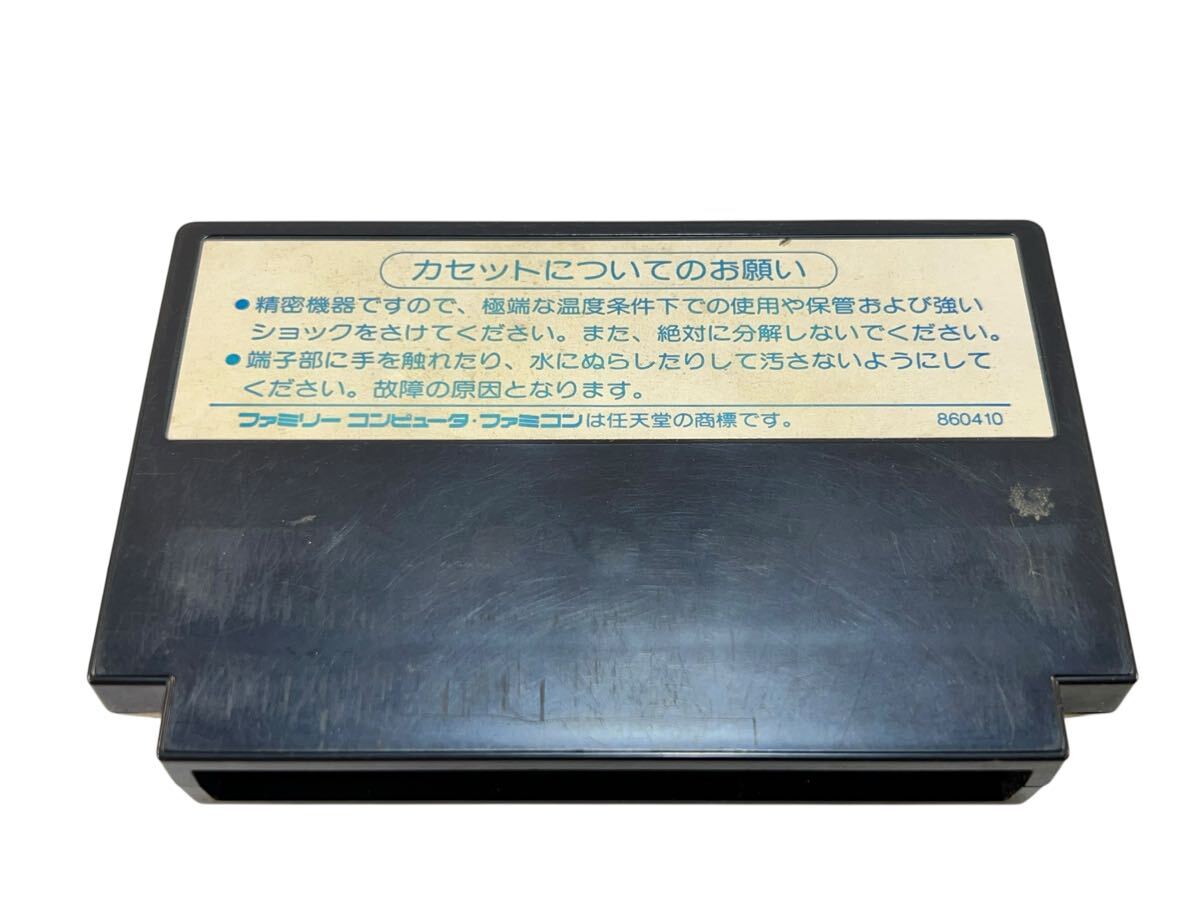 カセットについてのお願い
●精密機器ですので、極端な温度条件下での使用や保管および強い
ショックをさけてください。また、絶対に分解しないでください。
●端子部に手を触れたり、水にぬらしたりして汚さないようにして
ください。故障の原因となります。
ファミリーコンピュータ・ファミコンは任天堂の商標です。 860410